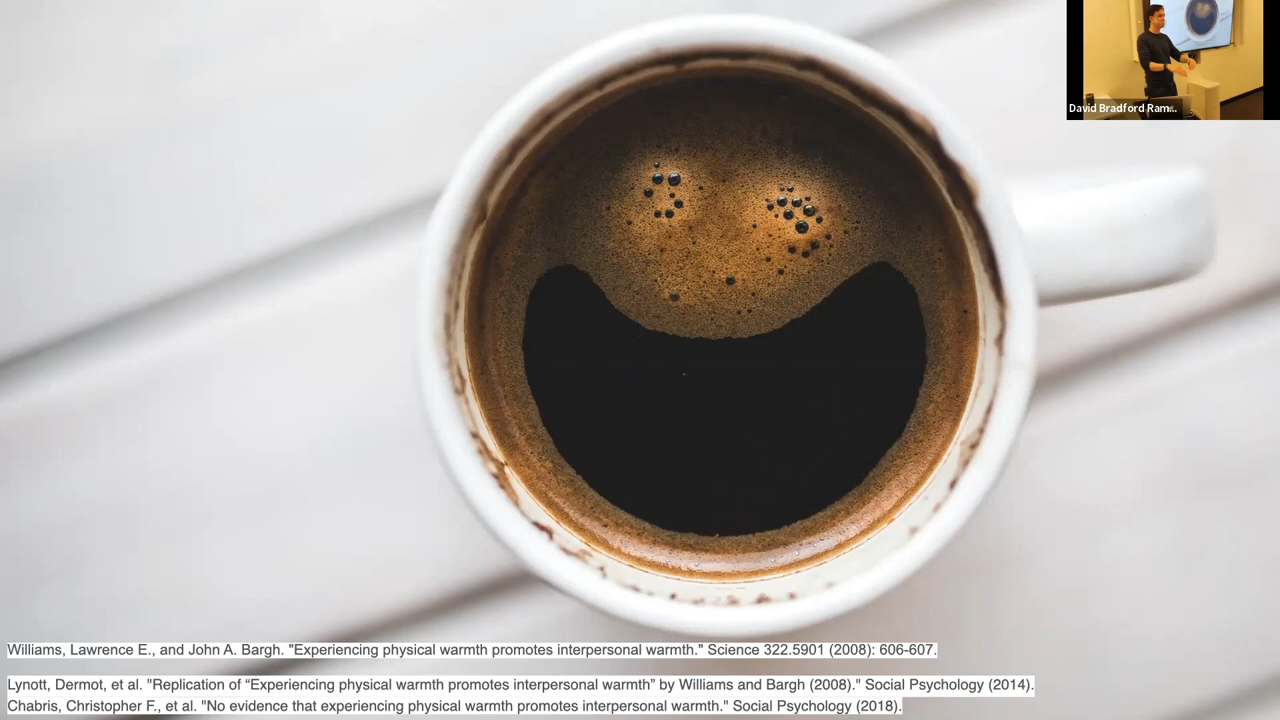 David Bradford Ram...
Williams, Lawrence E., and John A. Bargh. "Experiencing physical warmth promotes interpersonal warmth." Science 322.5901 (2008): 606-607.
Lynott, Dermot, et al. "Replication of “Experiencing physical warmth promotes interpersonal warmth” by Williams and Bargh (2008)." Social Psychology (2014).
Chabris, Christopher F., et al. "No evidence that experiencing physical warmth promotes interpersonal warmth." Social Psychology (2018).